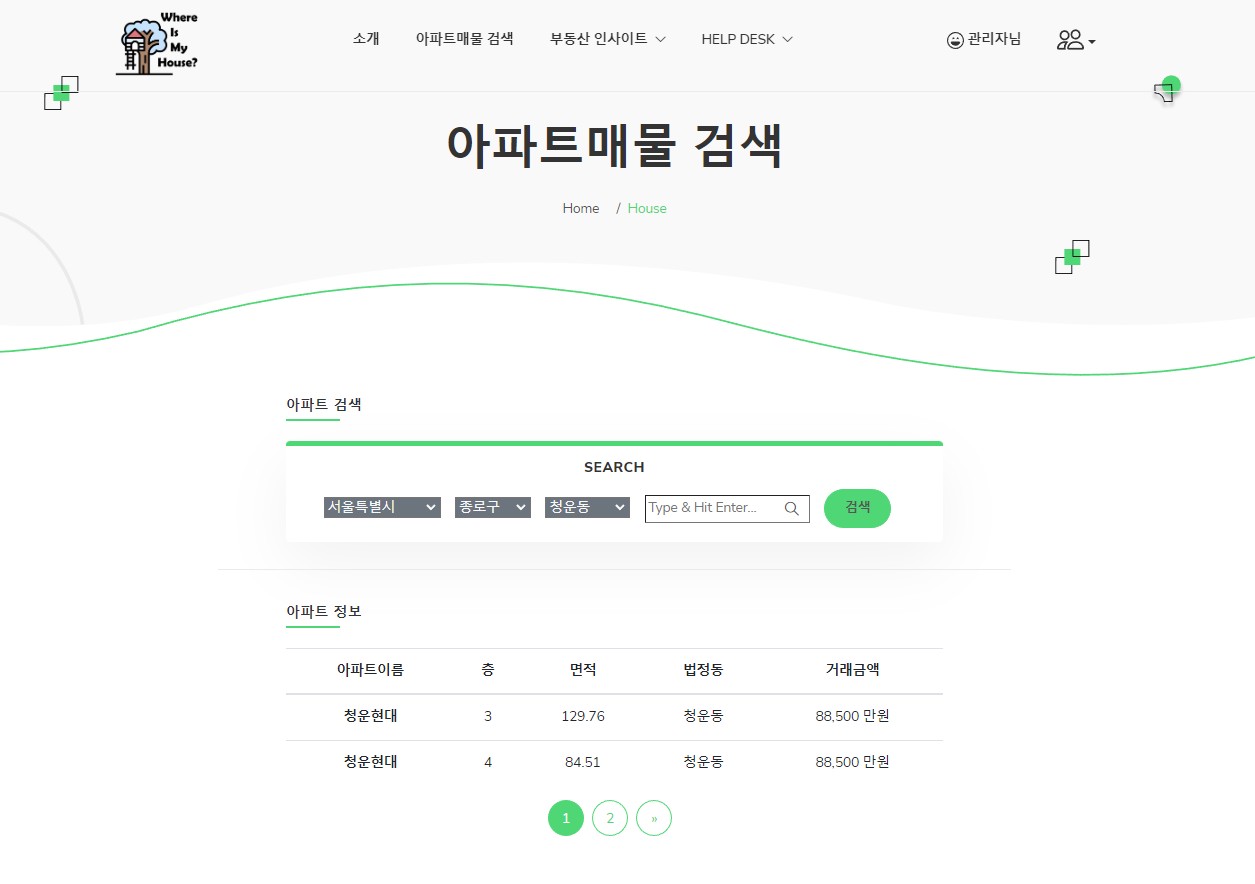 Where
Is
My
House?
소개 아파트매물 검색 부동산 인사이트 HELP DESK 관리자님
아파트매물 검색
Home / House
아파트 검색
SEARCH
서울특별시 종로구 청운동 Type & Hit Enter... 검색
아파트 정보
아파트이름 층 면적 법정동 거래금액
청운현대 3 129.76 청운동 88,500 만원
청운현대 4 84.51 청운동 88,500 만원
1 2 »